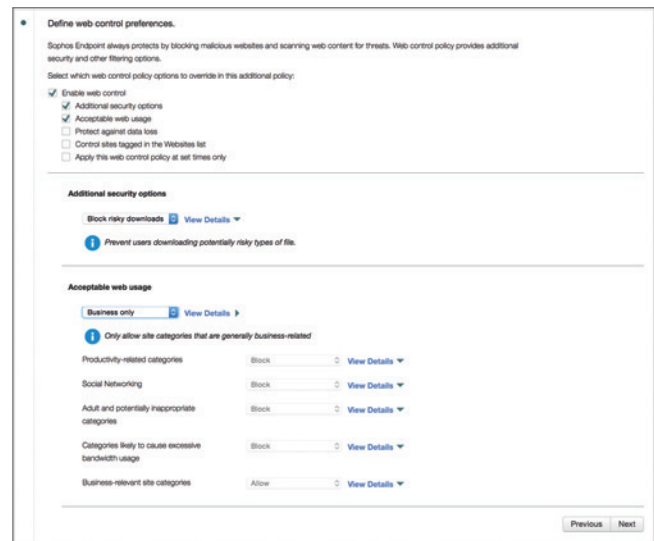 Define web control preferences.
Sophos Endpoint always protects by blocking malicious websites and scanning web content for threats. Web control policy provides additional
security and other filtering options.
Select which web control policy options to override in this additional policy:
Enable web control
Additional security options
Acceptable web usage
Protect against data loss
Control sites tagged in the Websites list
Apply this web control policy at set times only
Additional security options
Block risky downloads View Details
Prevent users downloading potentially risky types of file.
Acceptable web usage
Business only View Details
Only allow site categories that are generally business-related
Productivity-related categories Block View Details
Social Networking Block View Details
Adult and potentially inappropriate
categories Block View Details
Categories likely to cause excessive
bandwidth usage Block View Details
Business-relevant site categories Allow View Details
Previous Next